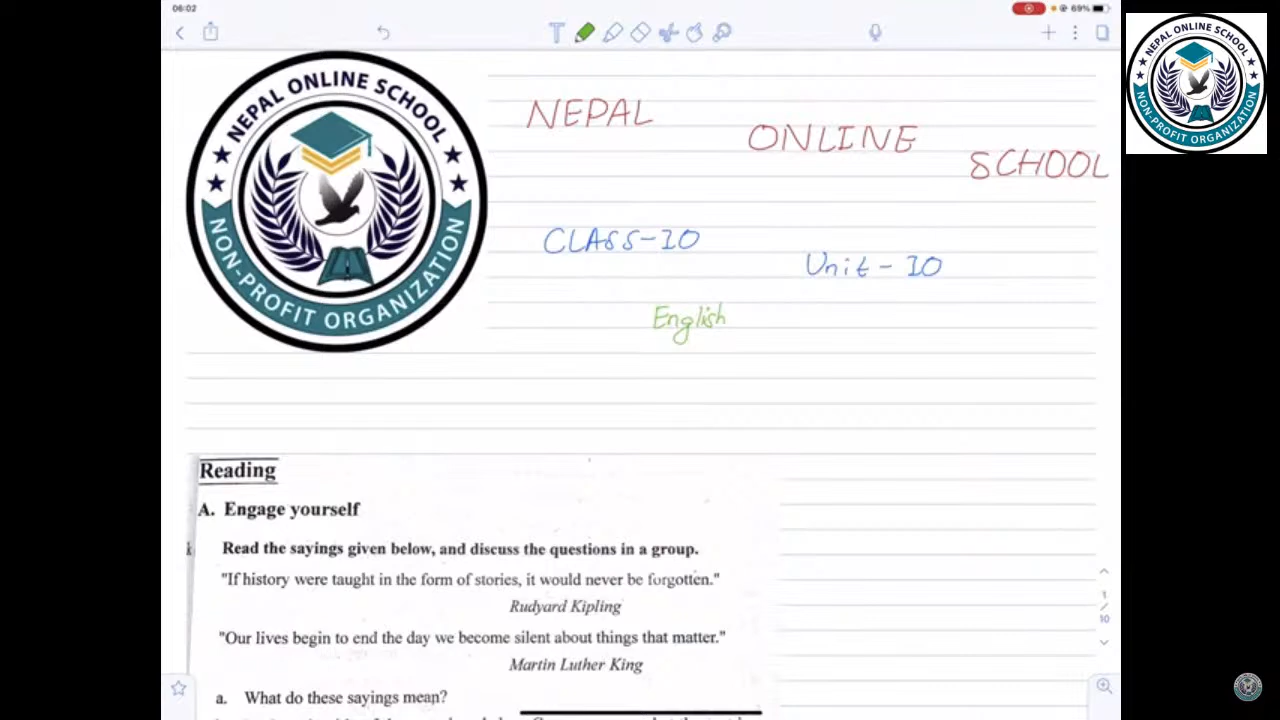 06:02
69%
NEPAL ONLINE SCHOOL
NON-PROFIT ORGANIZATION
NEPAL ONLINE SCHOOL
NON-PROFIT ORGANIZATION
NEPAL
ONLINE
SCHOOL
CLASS-10
Unit - 10
English
Reading
A. Engage yourself
Read the sayings given below, and discuss the questions in a group.
"If history were taught in the form of stories, it would never be forgotten."
Rudyard Kipling
"Our lives begin to end the day we become silent about things that matter."
Martin Luther King
a. What do these sayings mean?
1
/
10